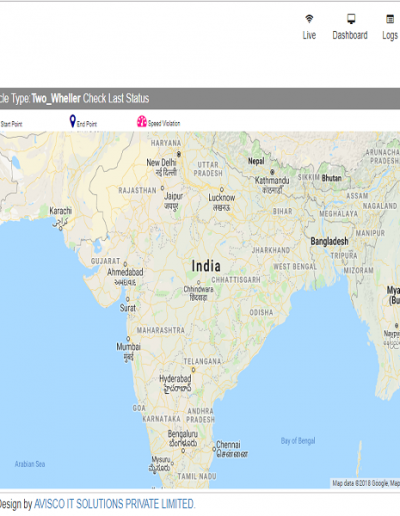 Live Dashboard Logs
cle Type:Two_Wheller Check Last Status
Start Point End Point Speed Violation
HARYANA
New Delhi
नई दिल्ली
UTTAR
PRADESH
Nepal
Kathmandu
काठमाडौं
SIKKIM Bhutan
ARUNACHA
PRADESH
RAJASTHAN
Jaipur
जयपुर
Lucknow
लखनऊ
ASSAM
NAGALAND
Karachi
BIHAR
MEGHALAYA
MANIPUR
Bangladesh
TRIPURA
MIZORAM
GUJARAT
Ahmedabad
અમદાવાદ
India
JHARKHAND
WEST BENGAL
Chhindwara
छिंदवाड़ा
CHHATTISGARH
Mya
(Bu
Surat
ODISHA
MAHARASHTRA
Mumbai
मुंबई
Naypy
TELANGANA
Hyderabad
హైదరాబాద్
GOA
KARNATAKA
ANDHRA
PRADESH
Bengaluru
ಬೆಂಗಳೂರು
Chennai
சென்னை
Bay of Bengal
Arabian Sea
Mysuru
ಮೈಸೂರು
TAMIL NADU
Map data ©2018 Google, Map
Design by AVISCO IT SOLUTIONS PRIVATE LIMITED.